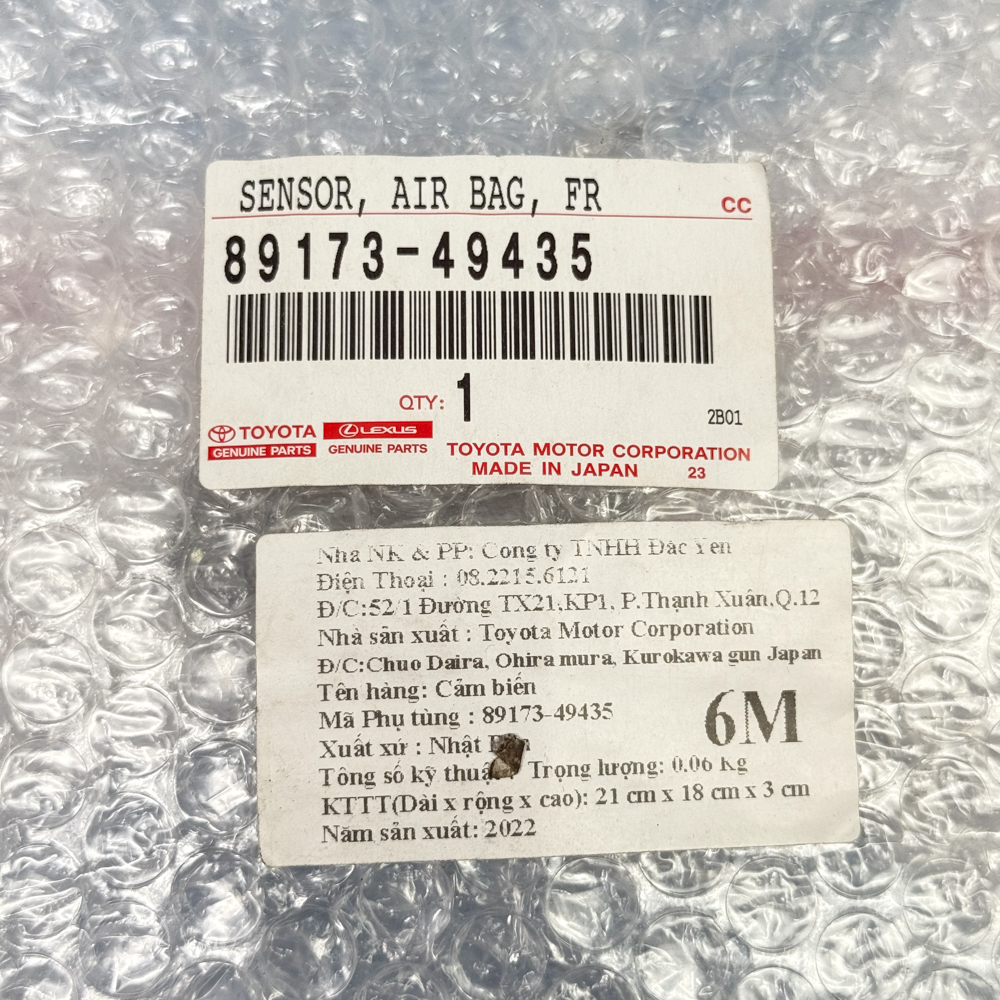 SENSOR, AIR BAG, FR
CC
89173-49435
QTY: 1
2B01
TOYOTA LEXUS
GENUINE PARTS GENUINE PARTS
TOYOTA MOTOR CORPORATION
MADE IN JAPAN 23
Nhà NK & PP: Công ty TNHH Đắc Yến
Điện Thoại : 08.2215.6121
Đ/C:52/1 Đường TX21,KP1, P.Thạnh Xuân,Q.12
Nhà sản xuất : Toyota Motor Corporation
Đ/C:Chuo Daira, Ohira mura, Kurokawa gun Japan
Tên hàng: Cảm biến
Mã Phụ tùng : 89173-49435
6M
Xuất xứ : Nhật
Tông số kỹ Trọng lượng: 0.06 Kg
KTTT(Dài x rộng x cao): 21 cm x 18 cm x 3 cm
Năm sản xuất: 2022